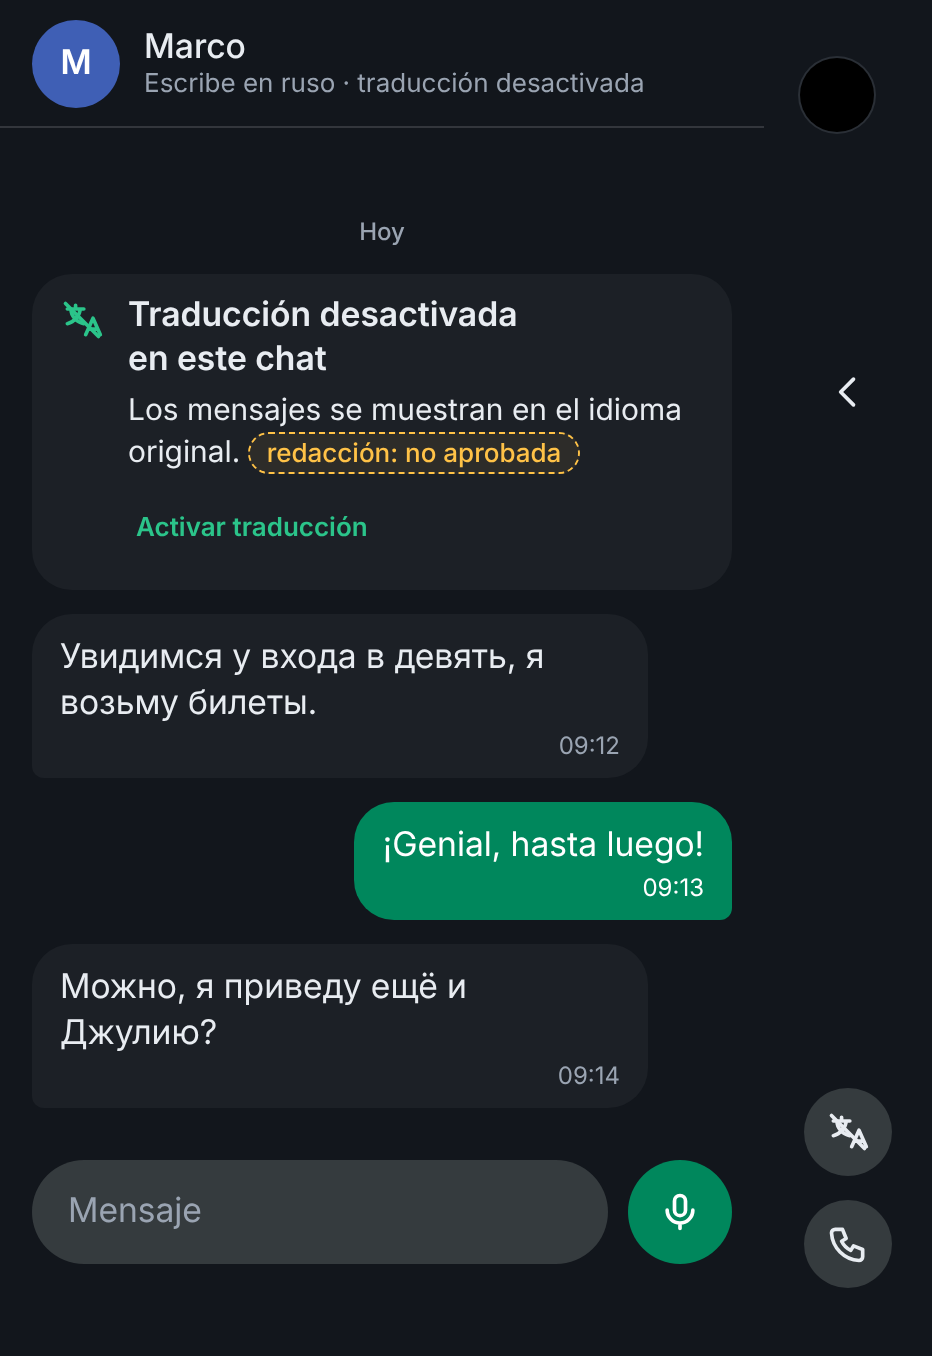 M
Marco
Escribe en ruso · traducción desactivada
Hoy
Traducción desactivada
en este chat
Los mensajes se muestran en el idioma
original. redacción: no aprobada
Activar traducción
Увидимся у входа в девять, я
возьму билеты.
09:12
¡Genial, hasta luego!
09:13
Можно, я приведу ещё и
Джулию?
09:14
Mensaje